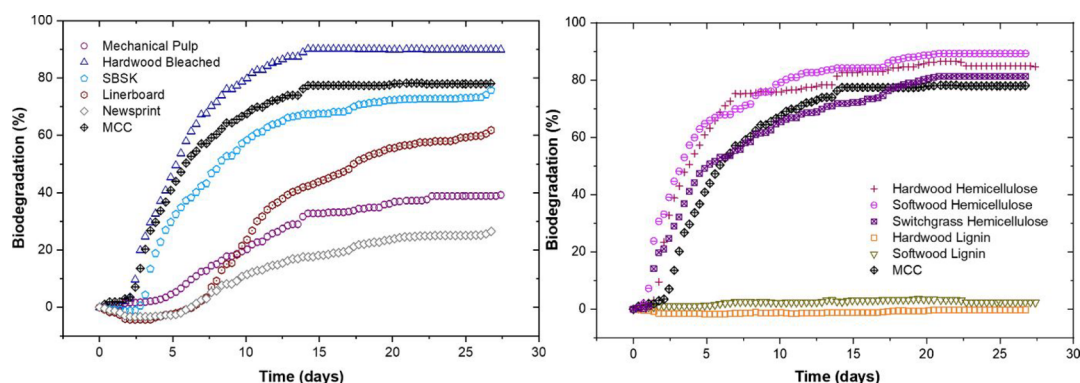 100
80
60
40
20
0
Biodegradation (%)
Mechanical Pulp
Hardwood Bleached
SBSK
Linerboard
Newsprint
MCC
0 5 10 15 20 25 30
Time (days)
100
80
60
40
20
0
Biodegradation (%)
Hardwood Hemicellulose
Softwood Hemicellulose
Switchgrass Hemicellulose
Hardwood Lignin
Softwood Lignin
MCC
0 5 10 15 20 25 30
Time (days)